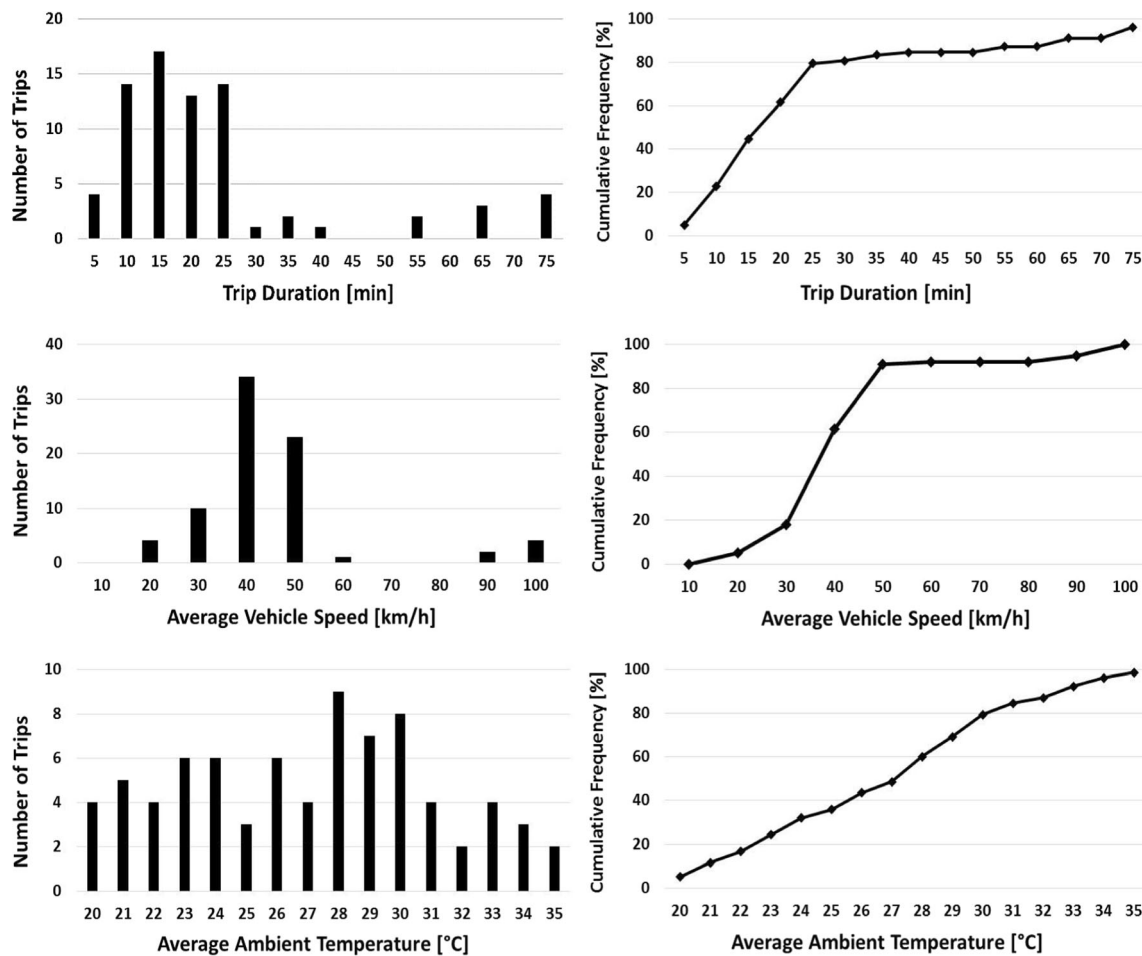 20
15
10
5
0
Number of Trips
5 10 15 20 25 30 35 40 45 50 55 60 65 70 75
Trip Duration [min]
100
80
60
40
20
0
Cumulative Frequency [%]
5 10 15 20 25 30 35 40 45 50 55 60 65 70 75
Trip Duration [min]
40
30
20
10
0
Number of Trips
10 20 30 40 50 60 70 80 90 100
Average Vehicle Speed [km/h]
100
80
60
40
20
0
Cumulative Frequency [%]
10 20 30 40 50 60 70 80 90 100
Average Vehicle Speed [km/h]
10
8
6
4
2
0
Number of Trips
20 21 22 23 24 25 26 27 28 29 30 31 32 33 34 35
Average Ambient Temperature [°C]
100
80
60
40
20
0
Cumulative Frequency [%]
20 21 22 23 24 25 26 27 28 29 30 31 32 33 34 35
Average Ambient Temperature [°C]